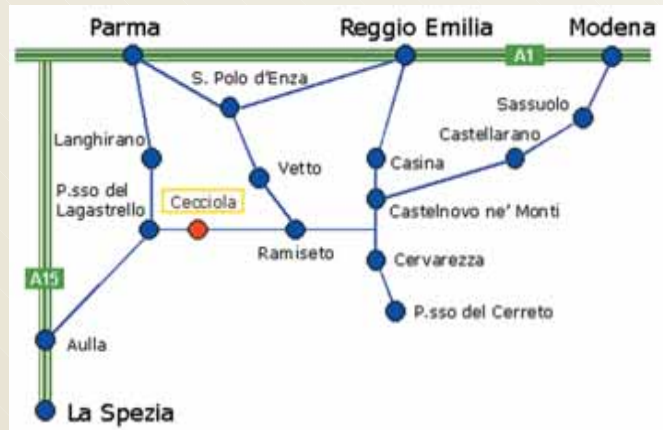 Parma
Reggio Emilia
Modena
A1
S. Polo d'Enza
Sassuolo
Langhirano
Castellarano
Vetto
Casina
P.sso del
Lagastrello
Cecciola
Castelnovo ne' Monti
Ramiseto
Cervarezza
A15
P.sso del Cerreto
Aulla
La Spezia